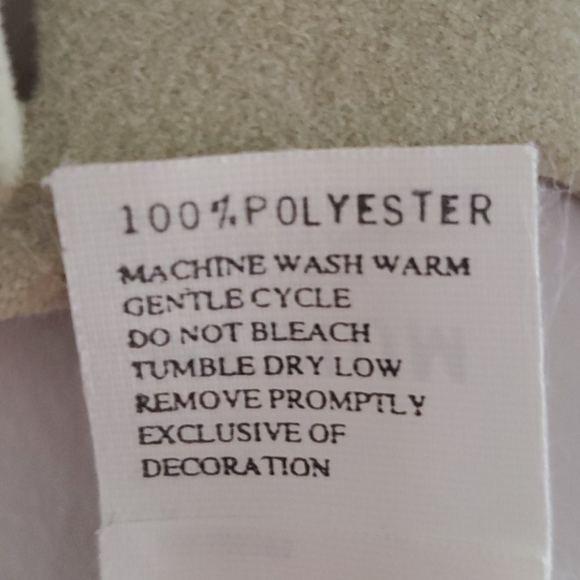 100% POLYESTER
MACHINE WASH WARM
GENTLE CYCLE
DO NOT BLEACH
TUMBLE DRY LOW
REMOVE PROMPTLY
EXCLUSIVE OF
DECORATION